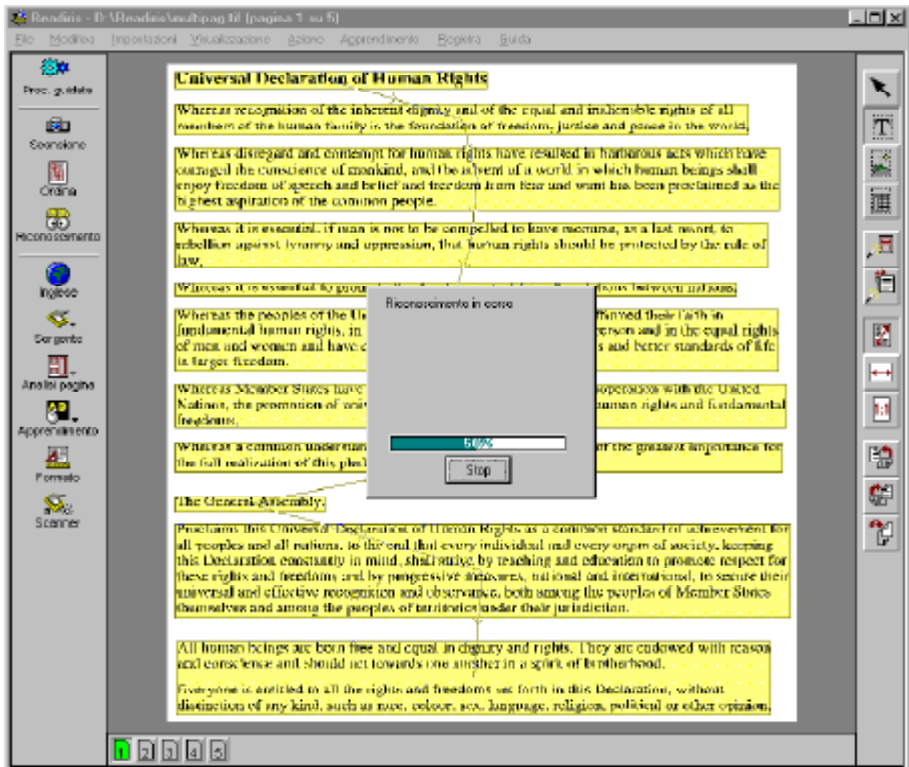 Readiris - D:\Readiris\multipag.tif (pagina 1 su 5)
File Modifica Impostazioni Visualizzazione Azione Apprendimento Registra Guida
Proc. guidata
Scansione
Ordina
Riconoscimento
Inglese
Sorgente
Analisi pagina
Apprendimento
Formato
Scanner
Universal Declaration of Human Rights
Whereas recognition of the inherent dignity and of the equal and inalienable rights of all
members of the human family is the foundation of freedom, justice and peace in the world,
Whereas disregard and contempt for human rights have resulted in barbarous acts which have
outraged the conscience of mankind, and the advent of a world in which human beings shall
enjoy freedom of speech and belief and freedom from fear and want has been proclaimed as the
highest aspiration of the common people,
Whereas it is essential, if man is not to be compelled to have recourse, as a last resort, to
rebellion against tyranny and oppression, that human rights should be protected by the rule of
law,
Whereas it is essential to between nations,
Whereas the peoples of the Un ffirmed their faith in
fundamental human rights, in erson and in the equal rights
of men and women and have d s and better standards of life
in larger freedom,
Whereas Member States have ooperation with the United
Nations, the promotion of univ human rights and fundamental
freedoms,
Whereas a common understan of the greatest importance for
the full realization of this pled
The General Assembly,
Proclaims this Universal Declaration of Human Rights as a common standard of achievement for
all peoples and all nations, to the end that every individual and every organ of society, keeping
this Declaration constantly in mind, shall strive by teaching and education to promote respect for
these rights and freedoms and by progressive measures, national and international, to secure their
universal and effective recognition and observance, both among the peoples of Member States
themselves and among the peoples of territories under their jurisdiction.
All human beings are born free and equal in dignity and rights. They are endowed with reason
and conscience and should act towards one another in a spirit of brotherhood.
Everyone is entitled to all the rights and freedoms set forth in this Declaration, without
distinction of any kind, such as race, colour, sex, language, religion, political or other opinion,
Riconoscimento in corso
50%
Stop
1:1
1 2 3 4 5